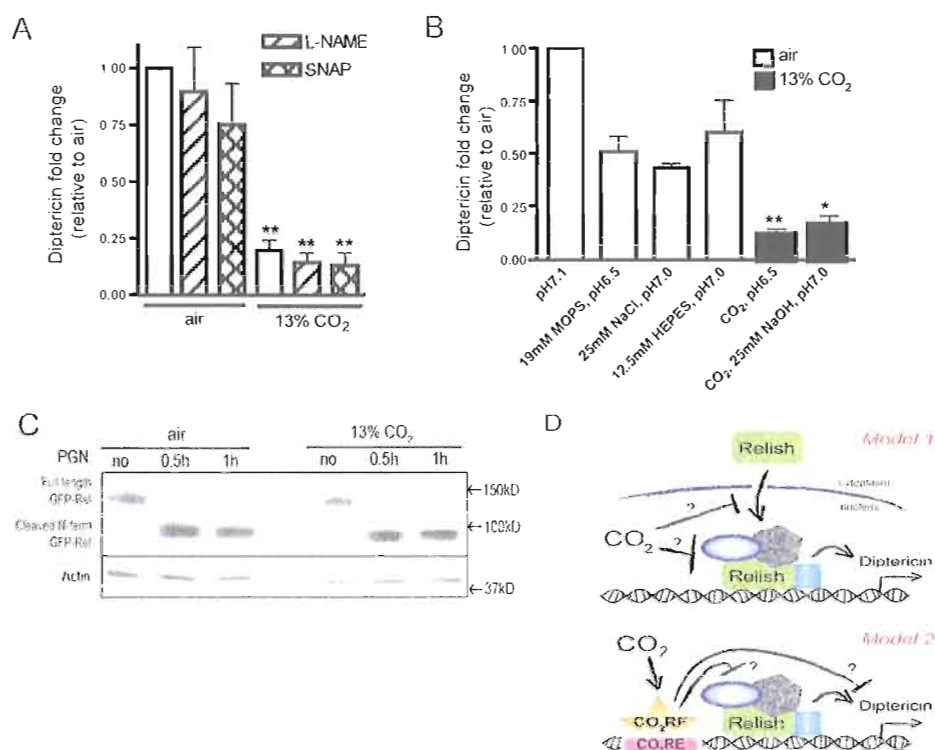 A
L-NAME
SNAP
Diptericin fold change
(relative to air)
1 00
0 75
0 50
0.25
0.00
**
**
**
air
13% CO2
B
air
13% CO2
Diptericin fold change
(relative to air)
1 00
0.75
0.50
0.25
0.00
**
*
pH7.1
19mM MOPS, pH6.5
25mM NaCl, pH7.0
12.5mM HEPES, pH7.0
CO2, pH6.5
CO2, 25mM NaOH, pH7.0
C
air
13% CO2
PGN
no
0.5h
1h
no
0.5h
1h
Full length
GFP-Rel
Cleaved N-term
GFP-Rel
Actin
←150kD
←100kD
←37kD
D
Model 1
Relish
cytoplasm
nucleus
?
CO2
?
Relish
Diptericin
Model 2
CO2
?
?
CO2RF
CO2RE
Relish
Diptericin